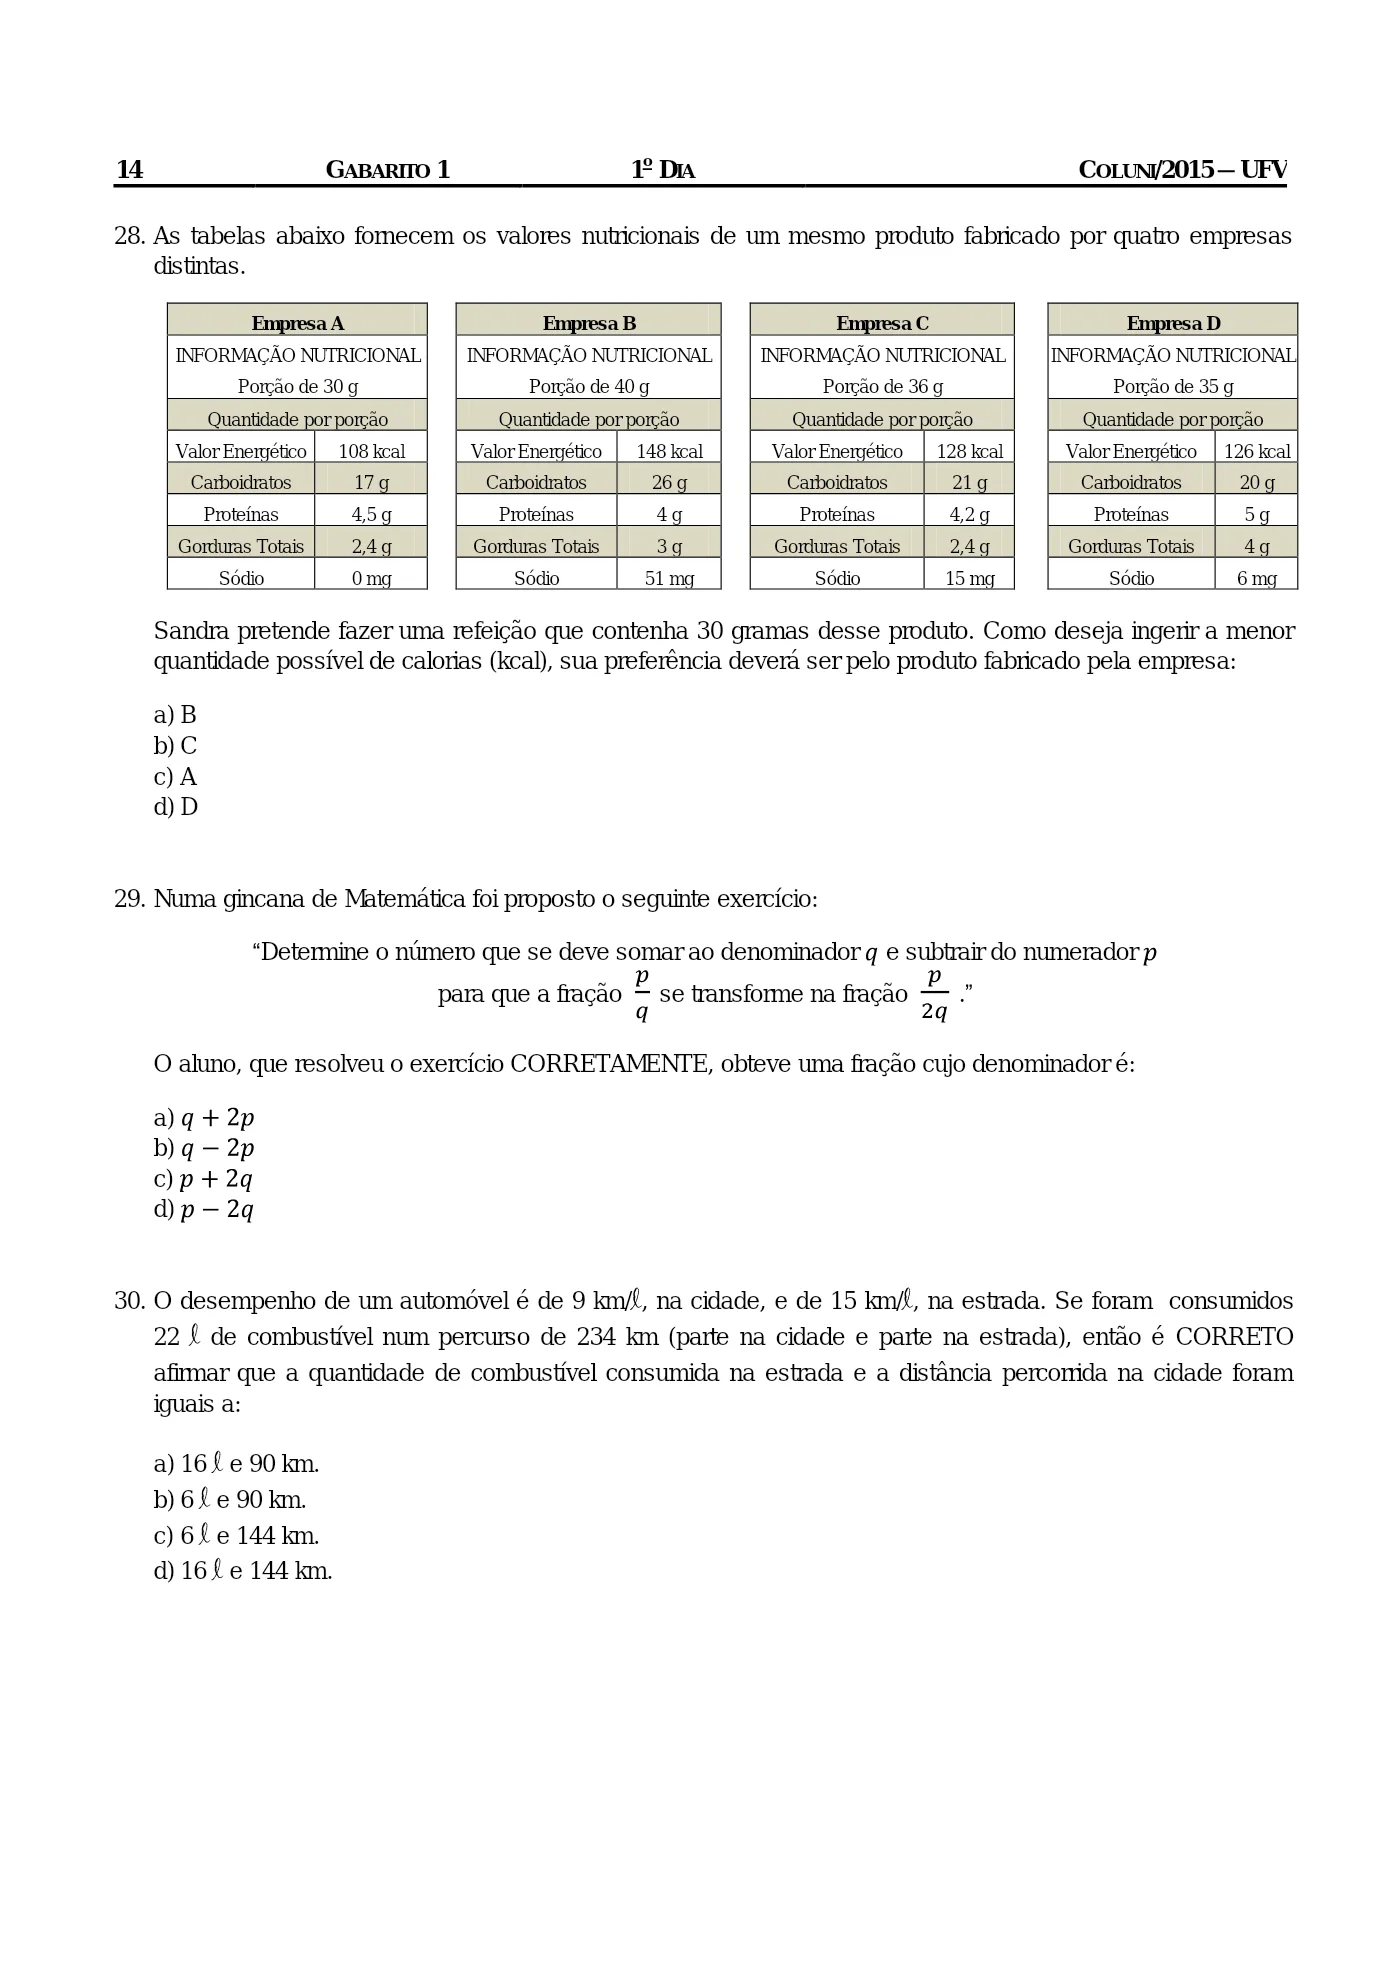 14 GABARITO 1 1º DIA COLUNI/2015 — UFV
28. As tabelas abaixo fornecem os valores nutricionais de um mesmo produto fabricado por quatro empresas
distintas.
Empresa A
INFORMAÇÃO NUTRICIONAL
Porção de 30 g
Quantidade por porção
Valor Energético 108 kcal
Carboidratos 17 g
Proteínas 4,5 g
Gorduras Totais 2,4 g
Sódio 0 mg
Empresa B
INFORMAÇÃO NUTRICIONAL
Porção de 40 g
Quantidade por porção
Valor Energético 148 kcal
Carboidratos 26 g
Proteínas 4 g
Gorduras Totais 3 g
Sódio 51 mg
Empresa C
INFORMAÇÃO NUTRICIONAL
Porção de 36 g
Quantidade por porção
Valor Energético 128 kcal
Carboidratos 21 g
Proteínas 4,2 g
Gorduras Totais 2,4 g
Sódio 15 mg
Empresa D
INFORMAÇÃO NUTRICIONAL
Porção de 35 g
Quantidade por porção
Valor Energético 126 kcal
Carboidratos 20 g
Proteínas 5 g
Gorduras Totais 4 g
Sódio 6 mg
Sandra pretende fazer uma refeição que contenha 30 gramas desse produto. Como deseja ingerir a menor
quantidade possível de calorias (kcal), sua preferência deverá ser pelo produto fabricado pela empresa:
a) B
b) C
c) A
d) D
29. Numa gincana de Matemática foi proposto o seguinte exercício:
“Determine o número que se deve somar ao denominador q e subtrair do numerador p
para que a fração p/q se transforme na fração p/2q .”
O aluno, que resolveu o exercício CORRETAMENTE, obteve uma fração cujo denominador é:
a) q + 2p
b) q − 2p
c) p + 2q
d) p − 2q
30. O desempenho de um automóvel é de 9 km/ℓ, na cidade, e de 15 km/ℓ, na estrada. Se foram consumidos
22 ℓ de combustível num percurso de 234 km (parte na cidade e parte na estrada), então é CORRETO
afirmar que a quantidade de combustível consumida na estrada e a distância percorrida na cidade foram
iguais a:
a) 16 ℓ e 90 km.
b) 6 ℓ e 90 km.
c) 6 ℓ e 144 km.
d) 16 ℓ e 144 km.